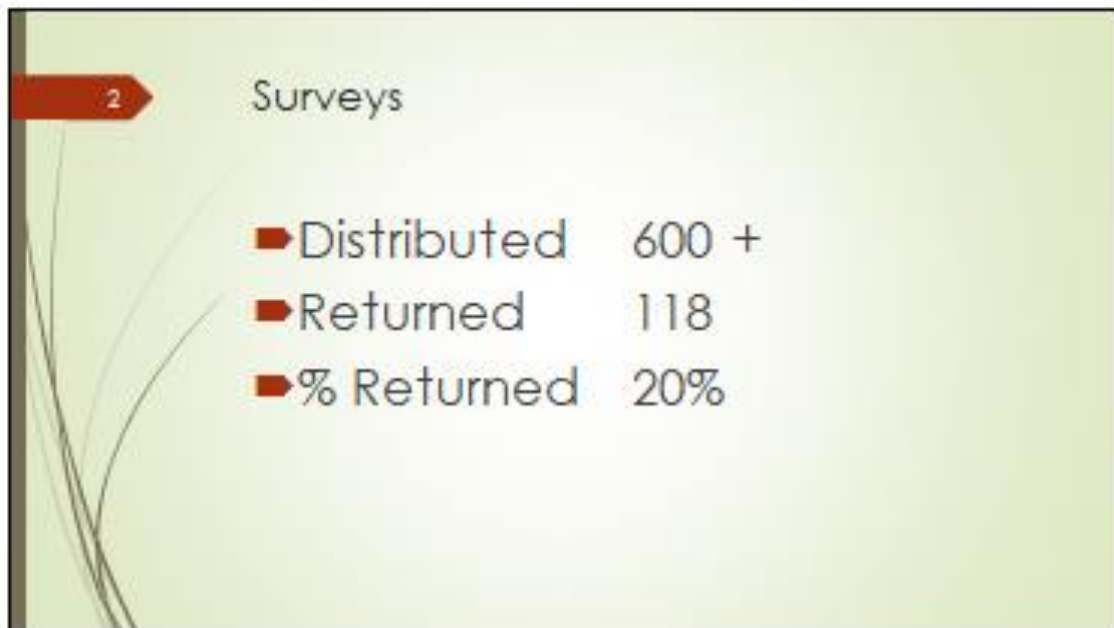 2
Surveys
Distributed 600 +
Returned 118
% Returned 20%